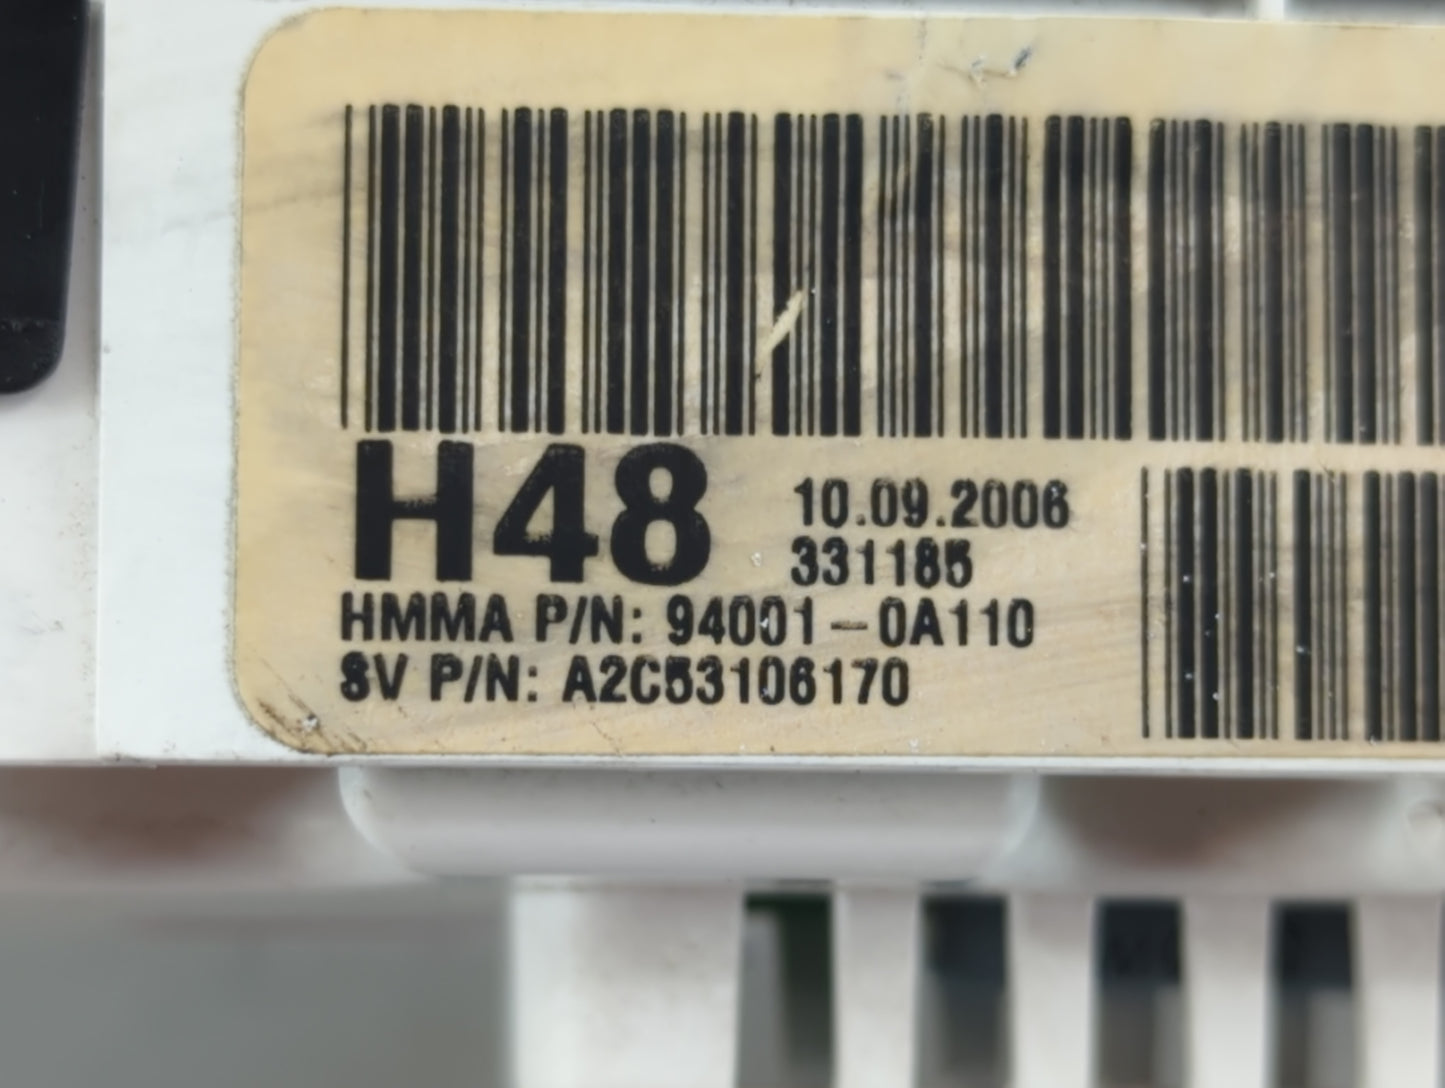 H48
10.09.2006
331185
HMMA P/N: 94001-0A110
SV P/N: A2C53106170